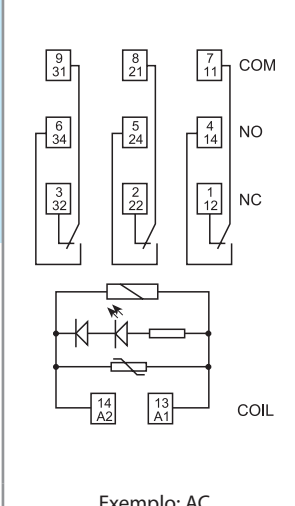 9 8 7 COM
31 21 11
6 5 4 NO
34 24 14
3 2 1 NC
32 22 12
14 13 COIL
A2 A1
Exemplo: AC